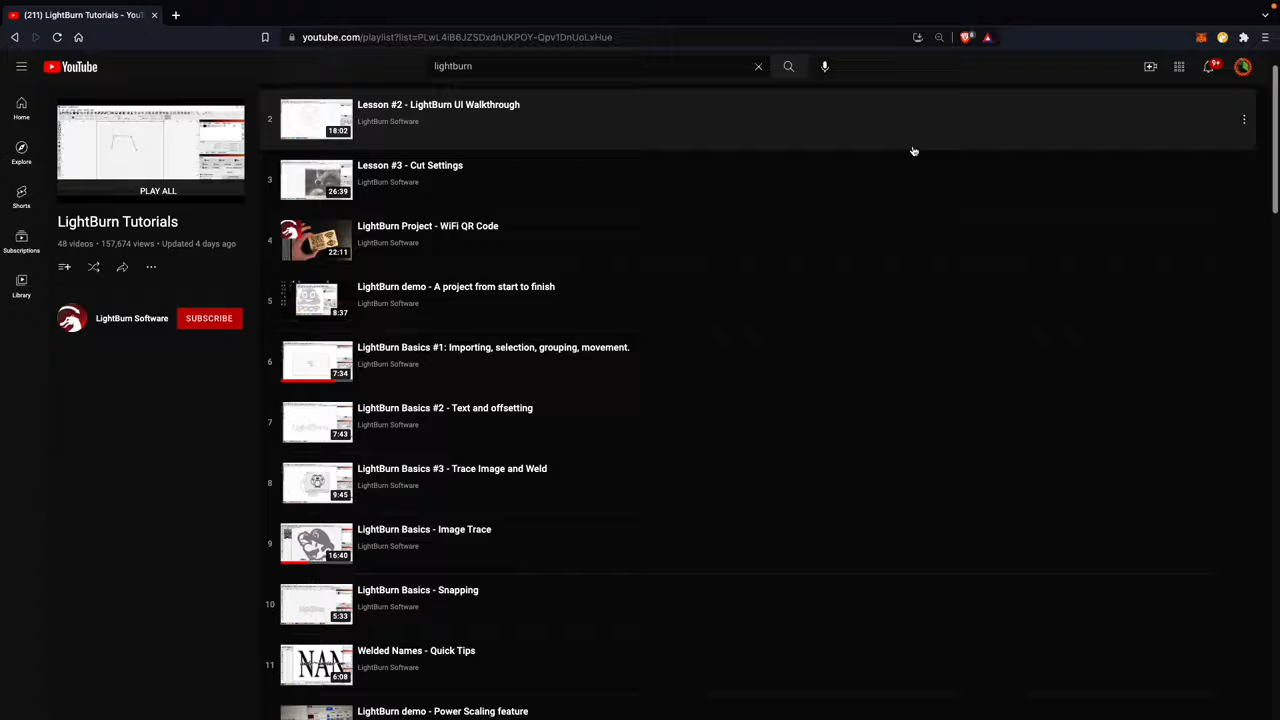 (211) LightBurn Tutorials - YouT
youtube.com/playlist?list=PLwL4iB6JZSDxdnUKPOY-Qpv1DnUoLxHue
6
YouTube
lightburn
9+
Home
Explore
Shorts
Subscriptions
Library
PLAY ALL
LightBurn Tutorials
48 videos • 157,674 views • Updated 4 days ago
LightBurn Software
SUBSCRIBE
2
18:02
Lesson #2 - LightBurn UI Walkthru
LightBurn Software
3
26:39
Lesson #3 - Cut Settings
LightBurn Software
4
22:11
LightBurn Project - WiFi QR Code
LightBurn Software
5
8:37
LightBurn demo - A project from start to finish
LightBurn Software
6
7:34
LightBurn Basics #1: Importing, selection, grouping, movement.
LightBurn Software
7
7:43
LightBurn Basics #2 - Text and offsetting
LightBurn Software
8
9:45
LightBurn Basics #3 - Trace Image and Weld
LightBurn Software
9
16:40
LightBurn Basics - Image Trace
LightBurn Software
10
5:33
LightBurn Basics - Snapping
LightBurn Software
11
NAN
6:08
Welded Names - Quick Tips
LightBurn Software
LightBurn demo - Power Scaling feature